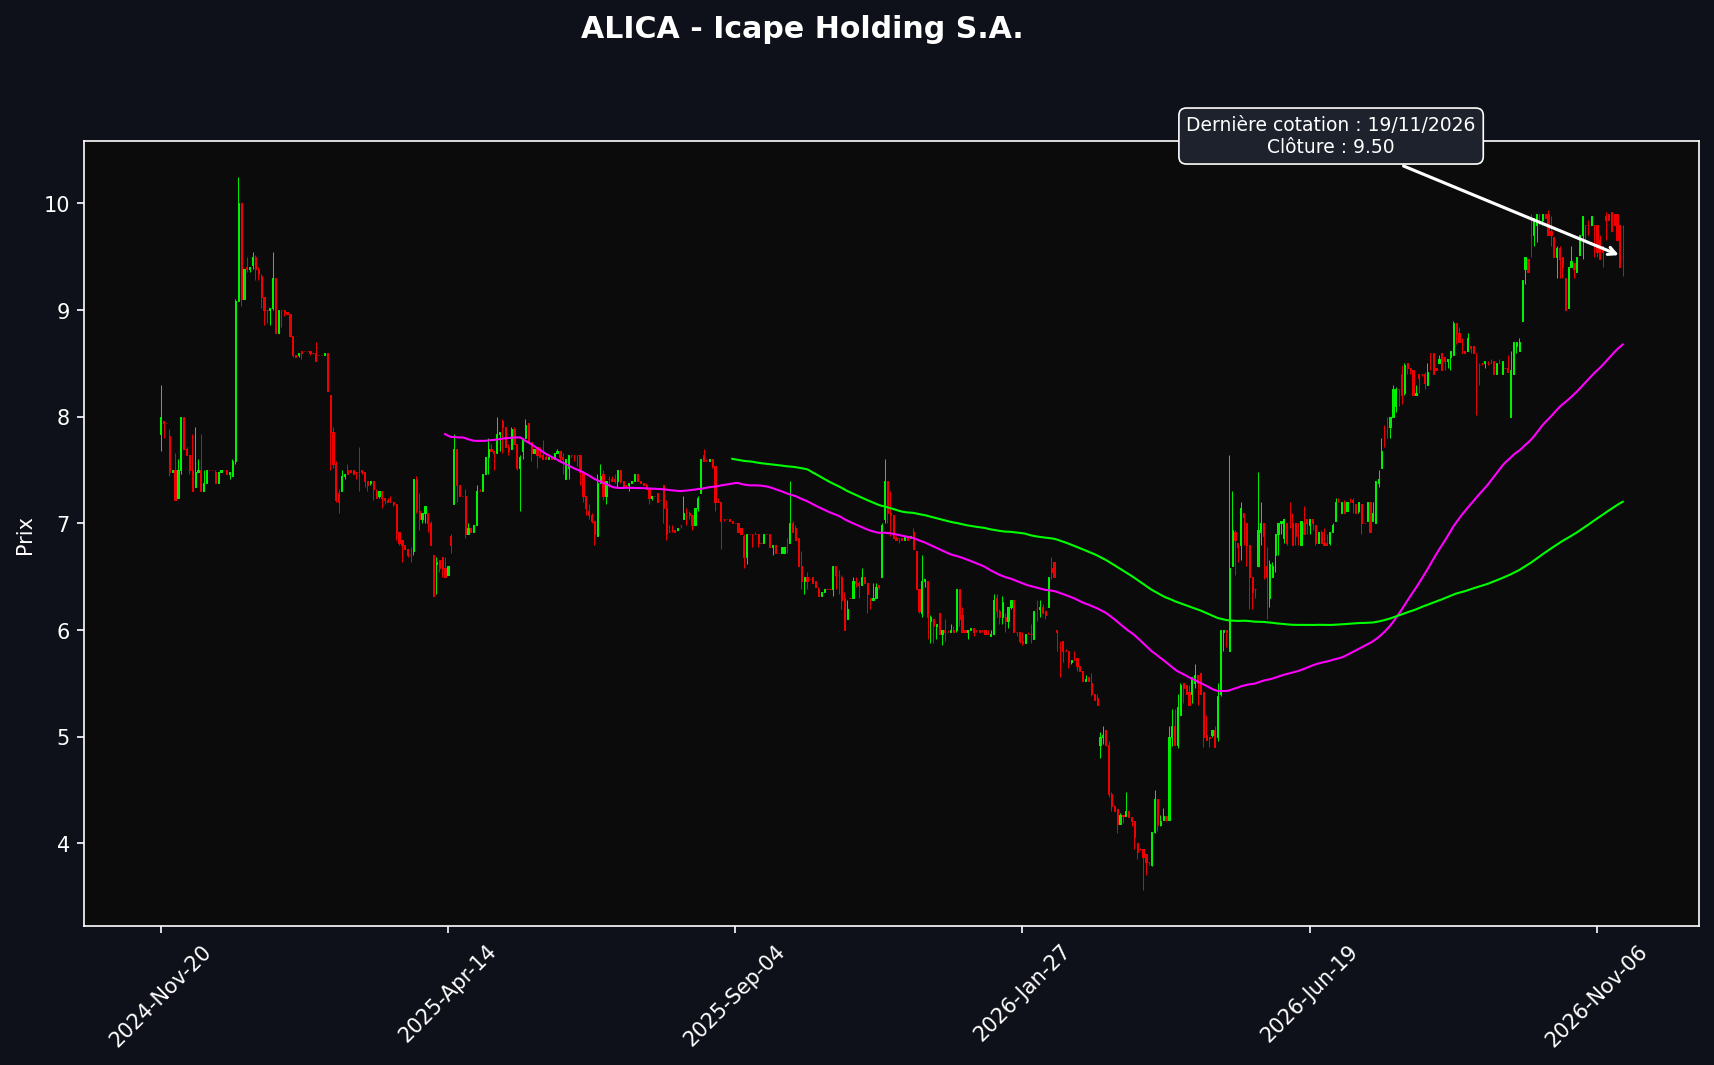 ALICA - Icape Holding S.A.
Dernière cotation : 19/11/2026
Clôture : 9.50
Prix
10
9
8
7
6
5
4
2024-Nov-20
2025-Apr-14
2025-Sep-04
2026-Jan-27
2026-Jun-19
2026-Nov-06